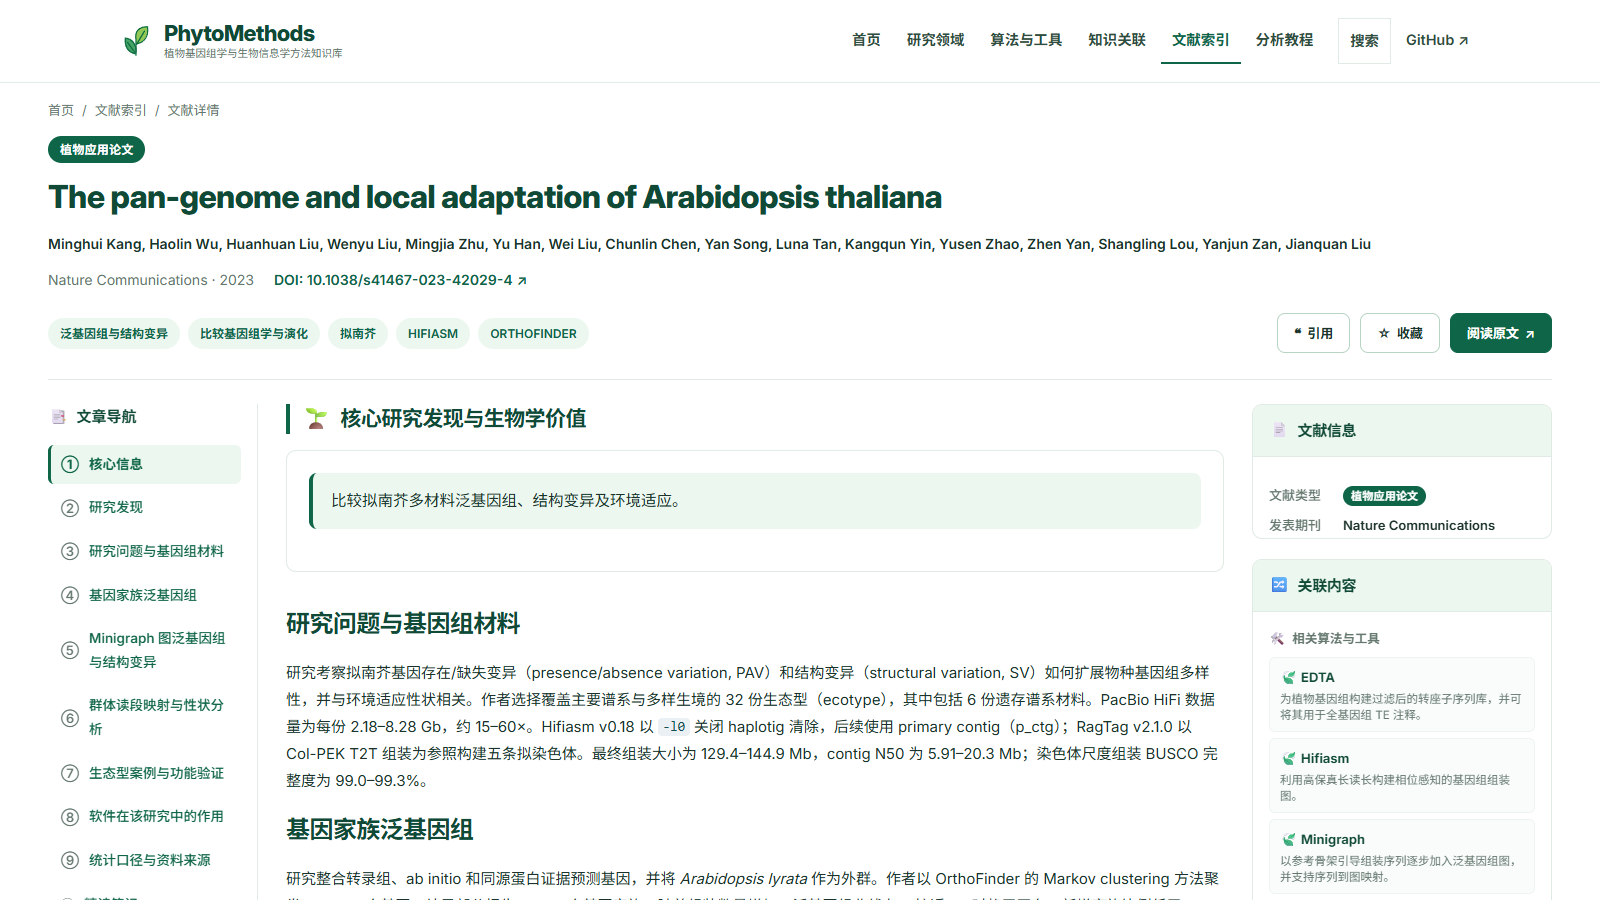 PhytoMethods
植物基因组学与生物信息学方法知识库
首页 研究领域 算法与工具 知识关联 文献索引 分析教程 搜索 GitHub ↗
首页 / 文献索引 / 文献详情
植物应用论文
The pan-genome and local adaptation of Arabidopsis thaliana
Minghui Kang, Haolin Wu, Huanhuan Liu, Wenyu Liu, Mingjia Zhu, Yu Han, Wei Liu, Chunlin Chen, Yan Song, Luna Tan, Kangqun Yin, Yusen Zhao, Zhen Yan, Shangling Lou, Yanjun Zan, Jianquan Liu
Nature Communications · 2023 DOI: 10.1038/s41467-023-42029-4 ↗
泛基因组与结构变异 比较基因组学与演化 拟南芥 HIFIASM ORTHOFINDER
❝ 引用 ☆ 收藏 阅读原文 ↗
文章导航
① 核心信息
② 研究发现
③ 研究问题与基因组材料
④ 基因家族泛基因组
⑤ Minigraph 图泛基因组
与结构变异
⑥ 群体读段映射与性状分
析
⑦ 生态型案例与功能验证
⑧ 软件在该研究中的作用
⑨ 统计口径与资料来源
核心研究发现与生物学价值
比较拟南芥多材料泛基因组、结构变异及环境适应。
研究问题与基因组材料
研究考察拟南芥基因存在/缺失变异（presence/absence variation, PAV）和结构变异（structural variation, SV）如何扩展物种基因组多样
性，并与环境适应性状相关。作者选择覆盖主要谱系与多样生境的 32 份生态型（ecotype），其中包括 6 份遗存谱系材料。PacBio HiFi 数据
量为每份 2.18–8.28 Gb，约 15–60×。Hifiasm v0.18 以 -l0 关闭 haplotig 清除，后续使用 primary contig（p_ctg）；RagTag v2.1.0 以
Col-PEK T2T 组装为参照构建五条拟染色体。最终组装大小为 129.4–144.9 Mb，contig N50 为 5.91–20.3 Mb；染色体尺度组装 BUSCO 完
整度为 99.0–99.3%。
基因家族泛基因组
研究整合转录组、ab initio 和同源蛋白证据预测基因，并将 Arabidopsis lyrata 作为外群。作者以 OrthoFinder 的 Markov clustering 方法聚
文献信息
文献类型 植物应用论文
发表期刊 Nature Communications
关联内容
相关算法与工具
EDTA
为植物基因组构建过滤后的转座子序列库，并可
将其用于全基因组 TE 注释。
Hifiasm
利用高保真长读长构建相位感知的基因组组装
图。
Minigraph
以参考骨架引导组装序列逐步加入泛基因组图，
并支持序列到图映射。